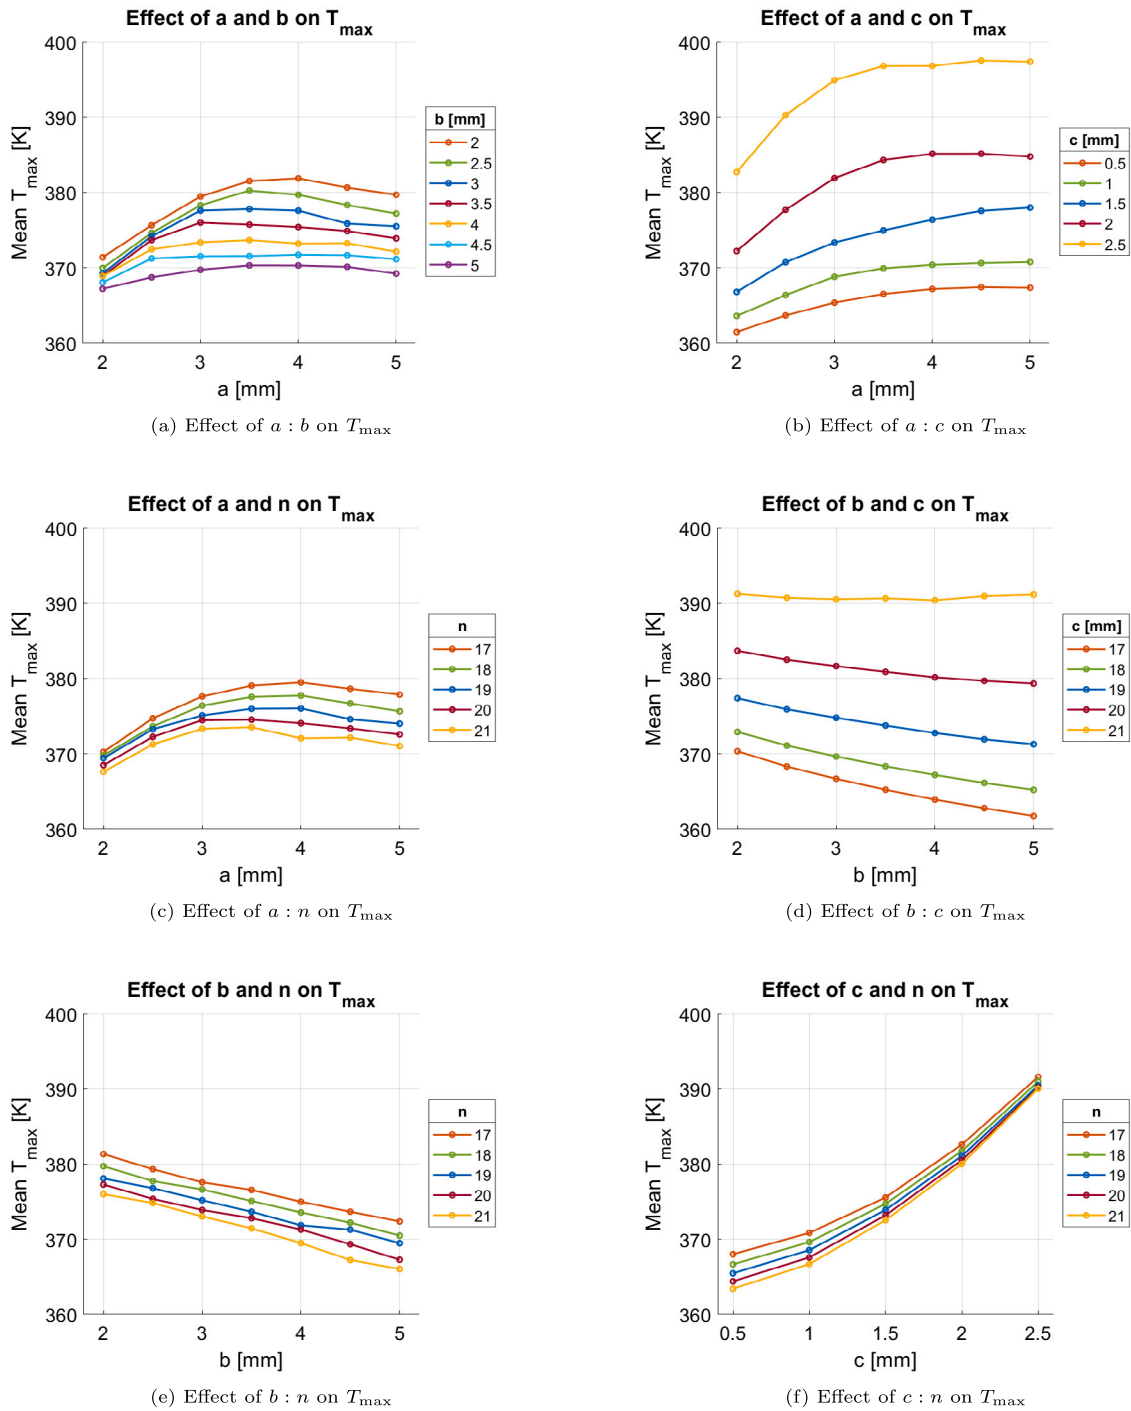 Effect of a and b on Tmax
400
390
380
370
360
Mean Tmax [K]
2
3
4
5
a [mm]
b [mm]
2
2.5
3
3.5
4
4.5
5
(a) Effect of a : b on Tmax
Effect of a and c on Tmax
400
390
380
370
360
Mean Tmax [K]
2
3
4
5
a [mm]
c [mm]
0.5
1
1.5
2
2.5
(b) Effect of a : c on Tmax
Effect of a and n on Tmax
400
390
380
370
360
Mean Tmax [K]
2
3
4
5
a [mm]
n
17
18
19
20
21
(c) Effect of a : n on Tmax
Effect of b and c on Tmax
400
390
380
370
360
Mean Tmax [K]
2
3
4
5
b [mm]
c [mm]
17
18
19
20
21
(d) Effect of b : c on Tmax
Effect of b and n on Tmax
400
390
380
370
360
Mean Tmax [K]
2
3
4
5
b [mm]
n
17
18
19
20
21
(e) Effect of b : n on Tmax
Effect of c and n on Tmax
400
390
380
370
360
Mean Tmax [K]
0.5
1
1.5
2
2.5
c [mm]
n
17
18
19
20
21
(f) Effect of c : n on Tmax